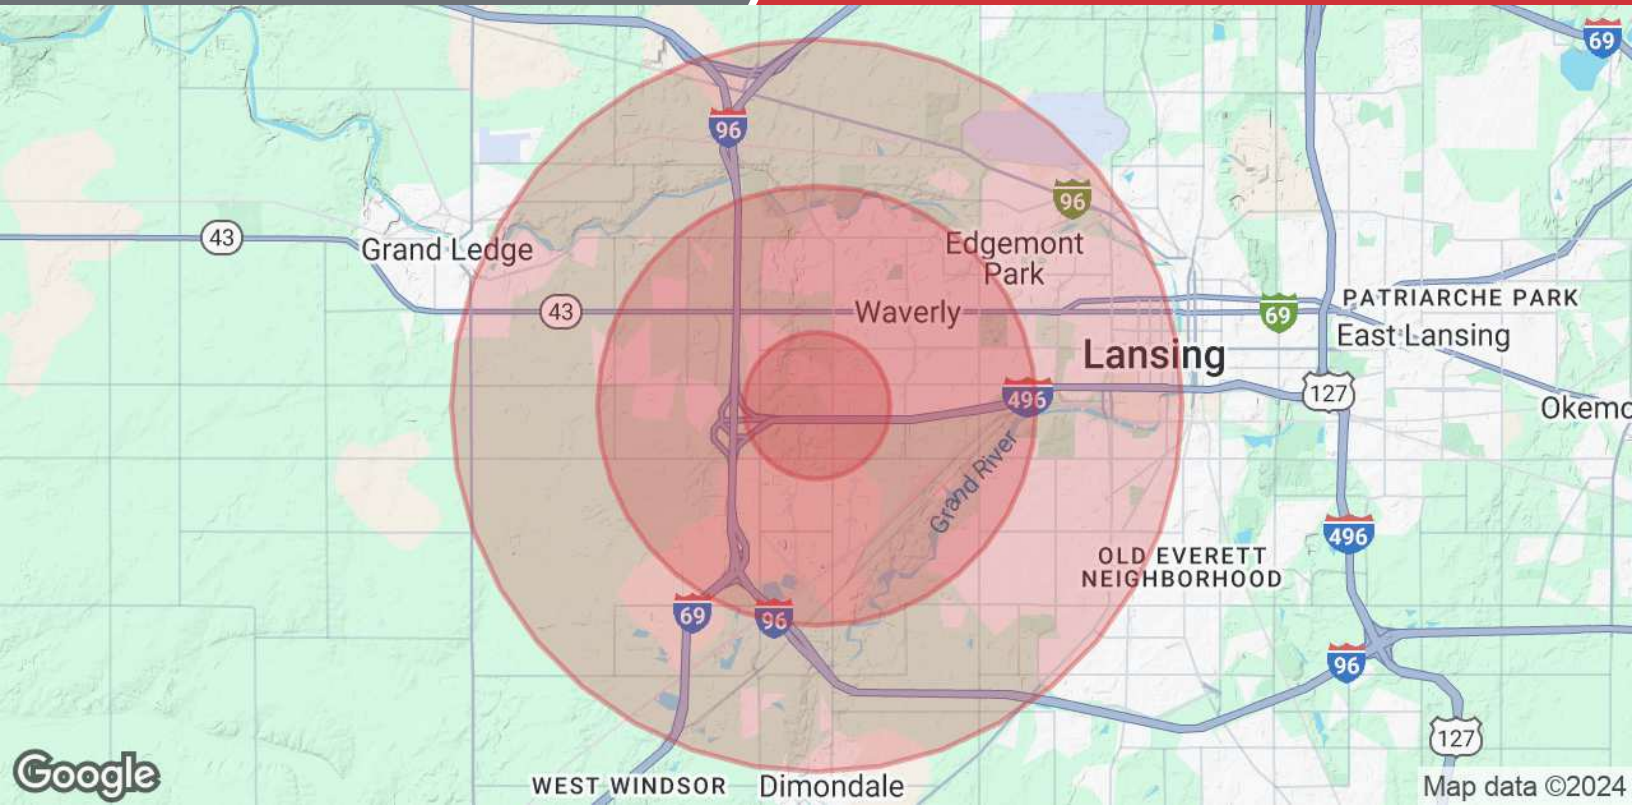 69
96
96
43
Grand Ledge
Edgemont
Park
43
Waverly
69
PATRIARCHE PARK
East Lansing
Lansing
496
127
Okemo
Grand River
496
OLD EVERETT
NEIGHBORHOOD
69
96
96
127
Google
WEST WINDSOR
Dimondale
Map data ©2024